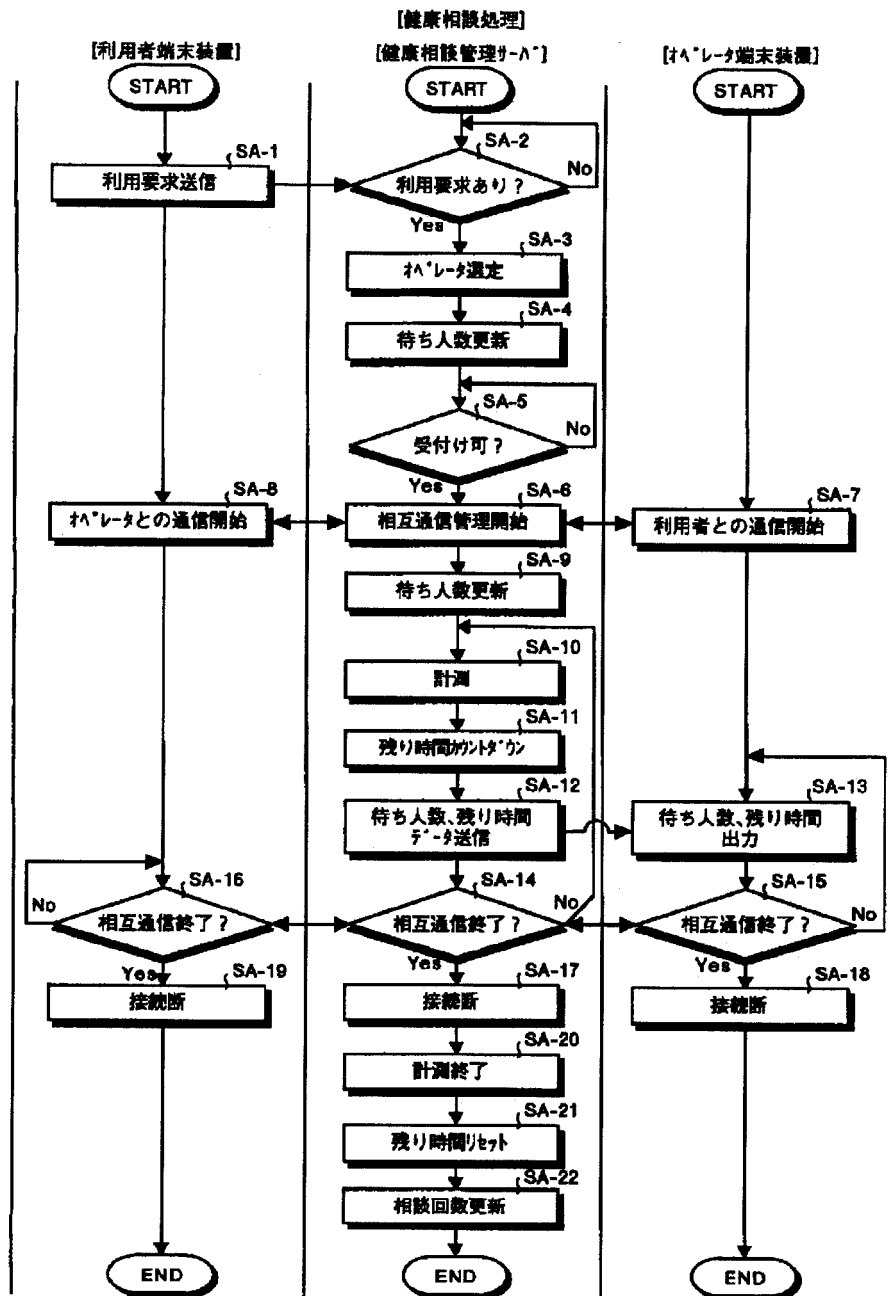 [健康相談処理]
[利用者端末装置]
[健康相談管理サーバ]
[オペレータ端末装置]
START
START
START
SA-1
利用要求送信
SA-2
利用要求あり?
No
Yes
SA-3
オペレータ選定
SA-4
待ち人数更新
SA-5
受付け可?
No
Yes
SA-8
オペレータとの通信開始
SA-6
相互通信管理開始
SA-7
利用者との通信開始
SA-9
待ち人数更新
SA-10
計測
SA-11
残り時間カウントダウン
SA-12
待ち人数、残り時間
データ送信
SA-13
待ち人数、残り時間
出力
SA-16
相互通信終了?
No
Yes
SA-14
相互通信終了?
No
Yes
SA-15
相互通信終了?
No
Yes
SA-19
接続断
SA-17
接続断
SA-18
接続断
SA-20
計測終了
SA-21
残り時間リセット
SA-22
相談回数更新
END
END
END